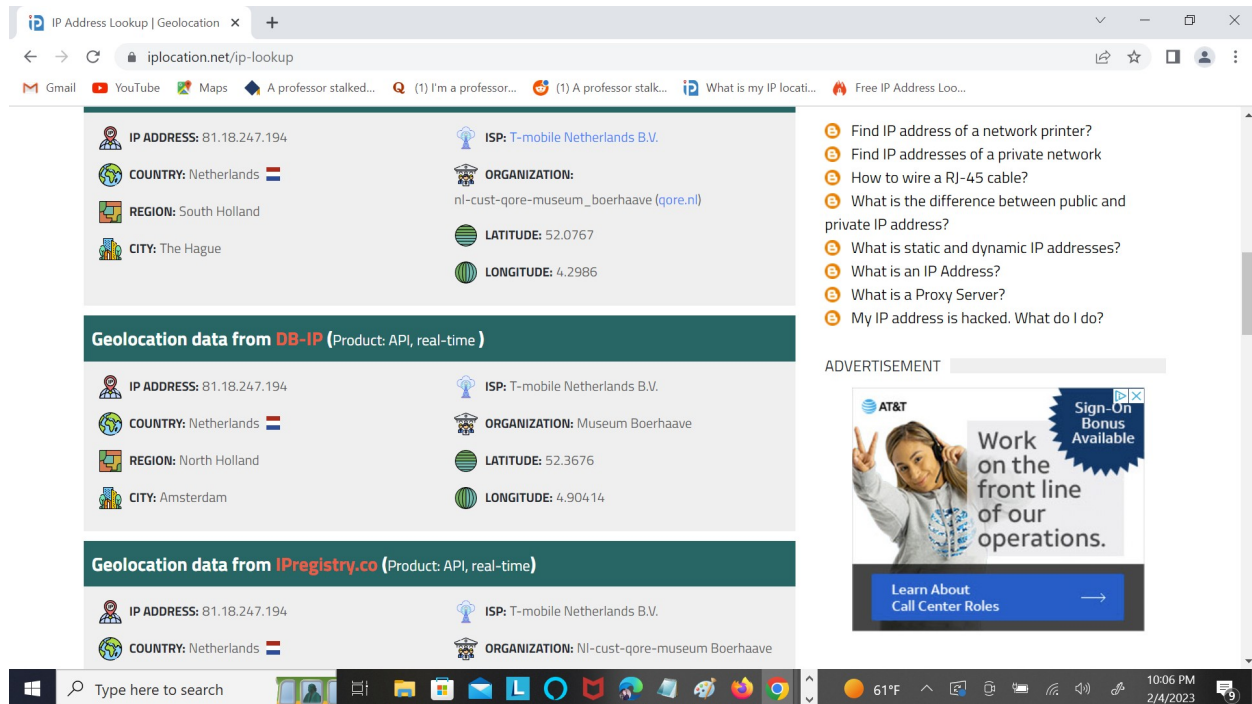 IP Address Lookup | Geolocation
iplocation.net/ip-lookup
Gmail
YouTube
Maps
A professor stalked...
Q (1) I'm a professor...
(1) A professor stalk...
What is my IP locati...
Free IP Address Loo...
IP ADDRESS: 81.18.247.194
COUNTRY: Netherlands
REGION: South Holland
CITY: The Hague
ISP: T-mobile Netherlands B.V.
ORGANIZATION:
nl-cust-qore-museum_boerhaave (qore.nl)
LATITUDE: 52.0767
LONGITUDE: 4.2986
Geolocation data from DB-IP (Product: API, real-time )
IP ADDRESS: 81.18.247.194
COUNTRY: Netherlands
REGION: North Holland
CITY: Amsterdam
ISP: T-mobile Netherlands B.V.
ORGANIZATION: Museum Boerhaave
LATITUDE: 52.3676
LONGITUDE: 4.90414
Geolocation data from IPregistry.co (Product: API, real-time)
IP ADDRESS: 81.18.247.194
COUNTRY: Netherlands
ISP: T-mobile Netherlands B.V.
ORGANIZATION: Nl-cust-qore-museum Boerhaave
Find IP address of a network printer?
Find IP addresses of a private network
How to wire a RJ-45 cable?
What is the difference between public and
private IP address?
What is static and dynamic IP addresses?
What is an IP Address?
What is a Proxy Server?
My IP address is hacked. What do I do?
ADVERTISEMENT
AT&T
Sign-On
Bonus
Available
Work
on the
front line
of our
operations.
Learn About
Call Center Roles
Type here to search
L
61°F
10:06 PM
2/4/2023
9